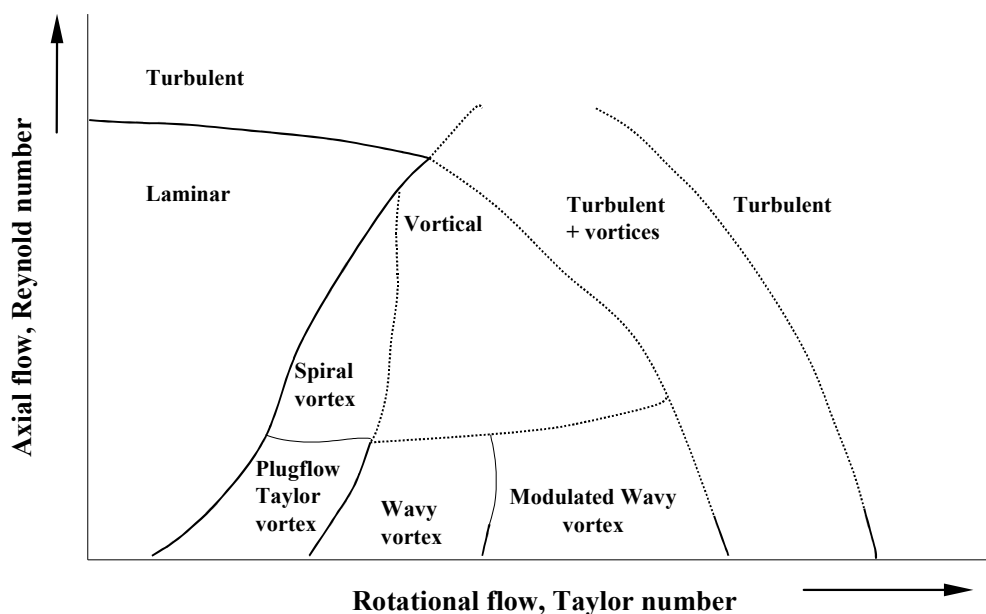 Turbulent
Laminar
Vortical
Turbulent
+ vortices
Turbulent
Spiral
vortex
Plugflow
Taylor
vortex
Wavy
vortex
Modulated Wavy
vortex
Axial flow, Reynold number
Rotational flow, Taylor number